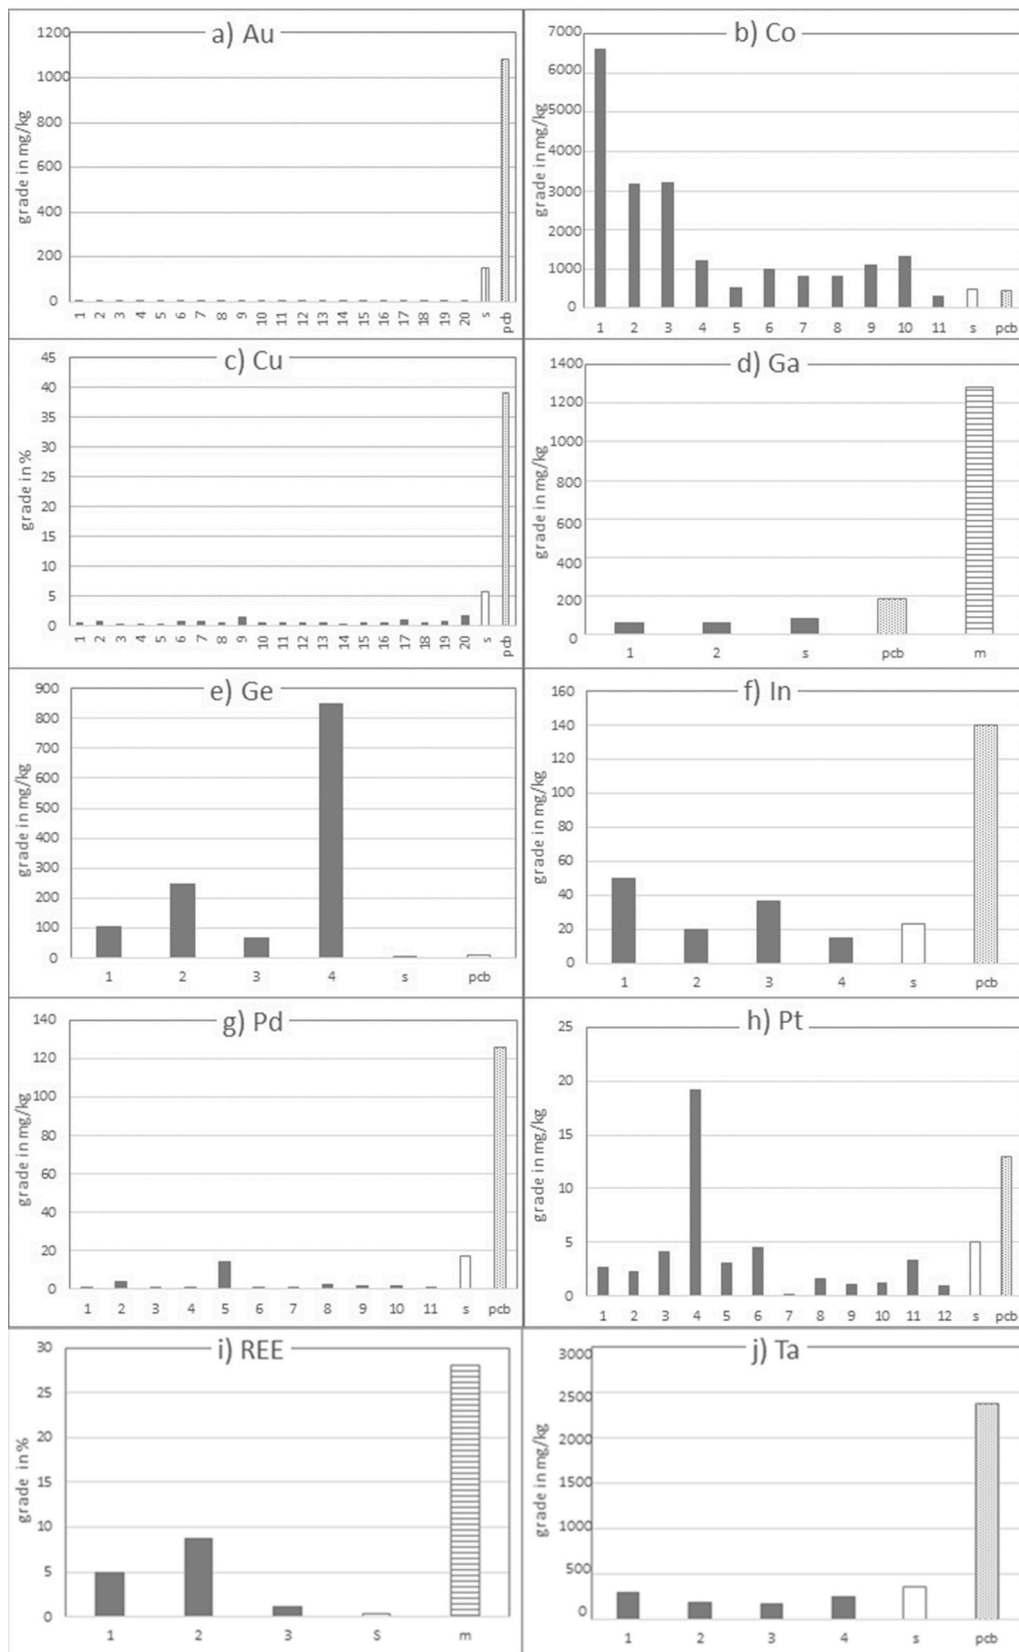 a) Au
grade in mg/kg
1200
1000
800
600
400
200
0
1 2 3 4 5 6 7 8 9 10 11 12 13 14 15 16 17 18 19 20 s pcb
b) Co
grade in mg/kg
7000
6000
5000
4000
3000
2000
1000
0
1 2 3 4 5 6 7 8 9 10 11 s pcb
c) Cu
grade in %
45
40
35
30
25
20
15
10
5
0
1 2 3 4 5 6 7 8 9 10 11 12 13 14 15 16 17 18 19 20 s pcb
d) Ga
grade in mg/kg
1400
1200
1000
800
600
400
200
0
1 2 s pcb m
e) Ge
grade in mg/kg
900
800
700
600
500
400
300
200
100
0
1 2 3 4 s pcb
f) In
grade in mg/kg
160
140
120
100
80
60
40
20
0
1 2 3 4 s pcb
g) Pd
grade in mg/kg
140
120
100
80
60
40
20
0
1 2 3 4 5 6 7 8 9 10 11 s pcb
h) Pt
grade in mg/kg
25
20
15
10
5
0
1 2 3 4 5 6 7 8 9 10 11 12 s pcb
i) REE
grade in %
30
25
20
15
10
5
0
1 2 3 S m
j) Ta
grade in mg/kg
3000
2500
2000
1500
1000
500
0
1 2 3 4 s pcb